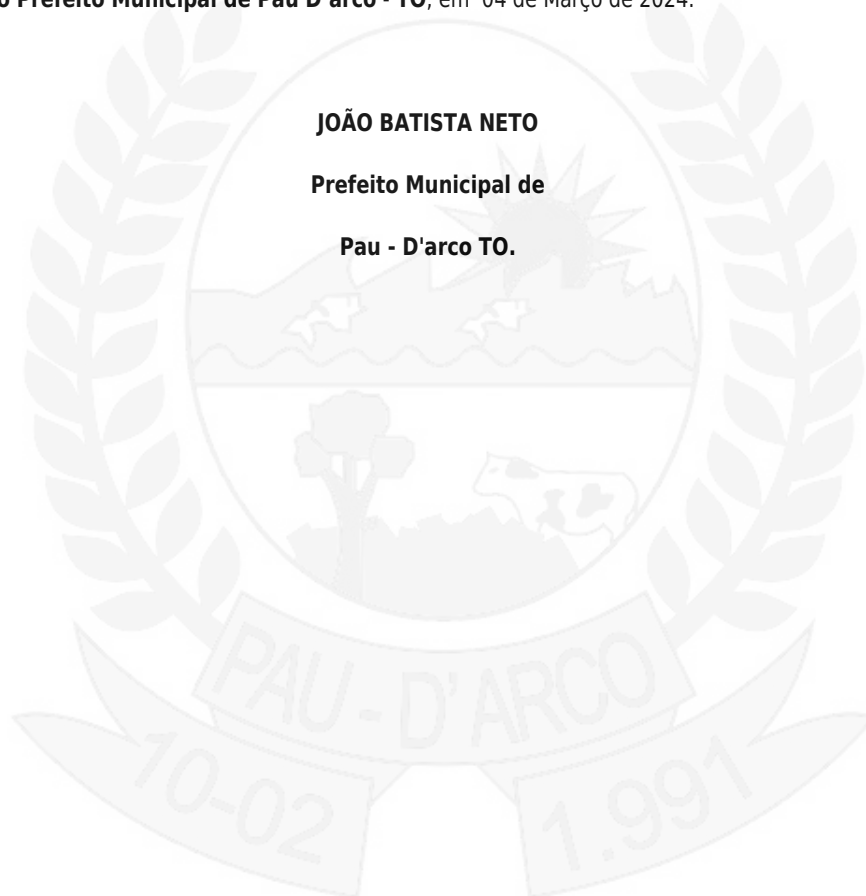 o Prefeito Municipal de Pau D'arco - TO, em 04 de Março de 2024.
JOÃO BATISTA NETO
Prefeito Municipal de
Pau - D'arco TO.
PAU - D'ARCO
10-02 1.991